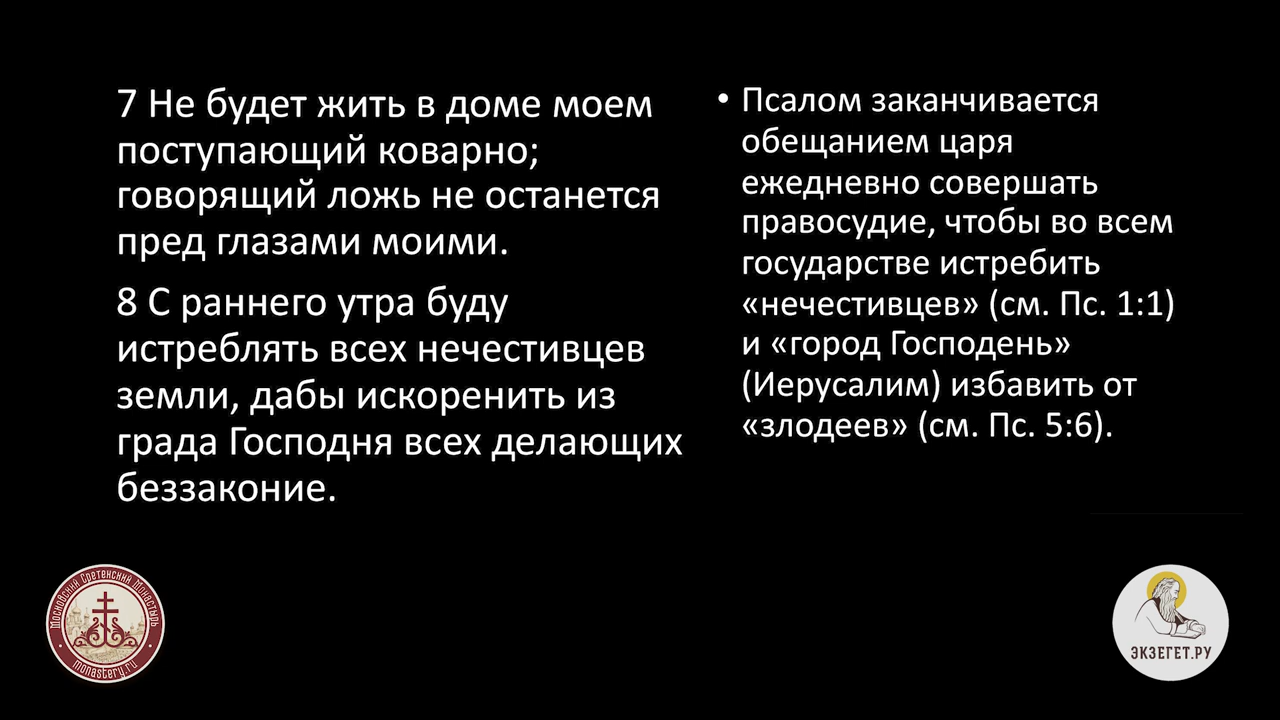 7 Не будет жить в доме моем
поступающий коварно;
говорящий ложь не останется
пред глазами моими.
8 С раннего утра буду
истреблять всех нечестивцев
земли, дабы искоренить из
града Господня всех делающих
беззаконие.
• Псалом заканчивается
обещанием царя
ежедневно совершать
правосудие, чтобы во всем
государстве истребить
«нечестивцев» (см. Пс. 1:1)
и «город Господень»
(Иерусалим) избавить от
«злодеев» (см. Пс. 5:6).
Московский Сретенский Монастырь
monastery.ru
ЭКЗЕГЕТ.РУ